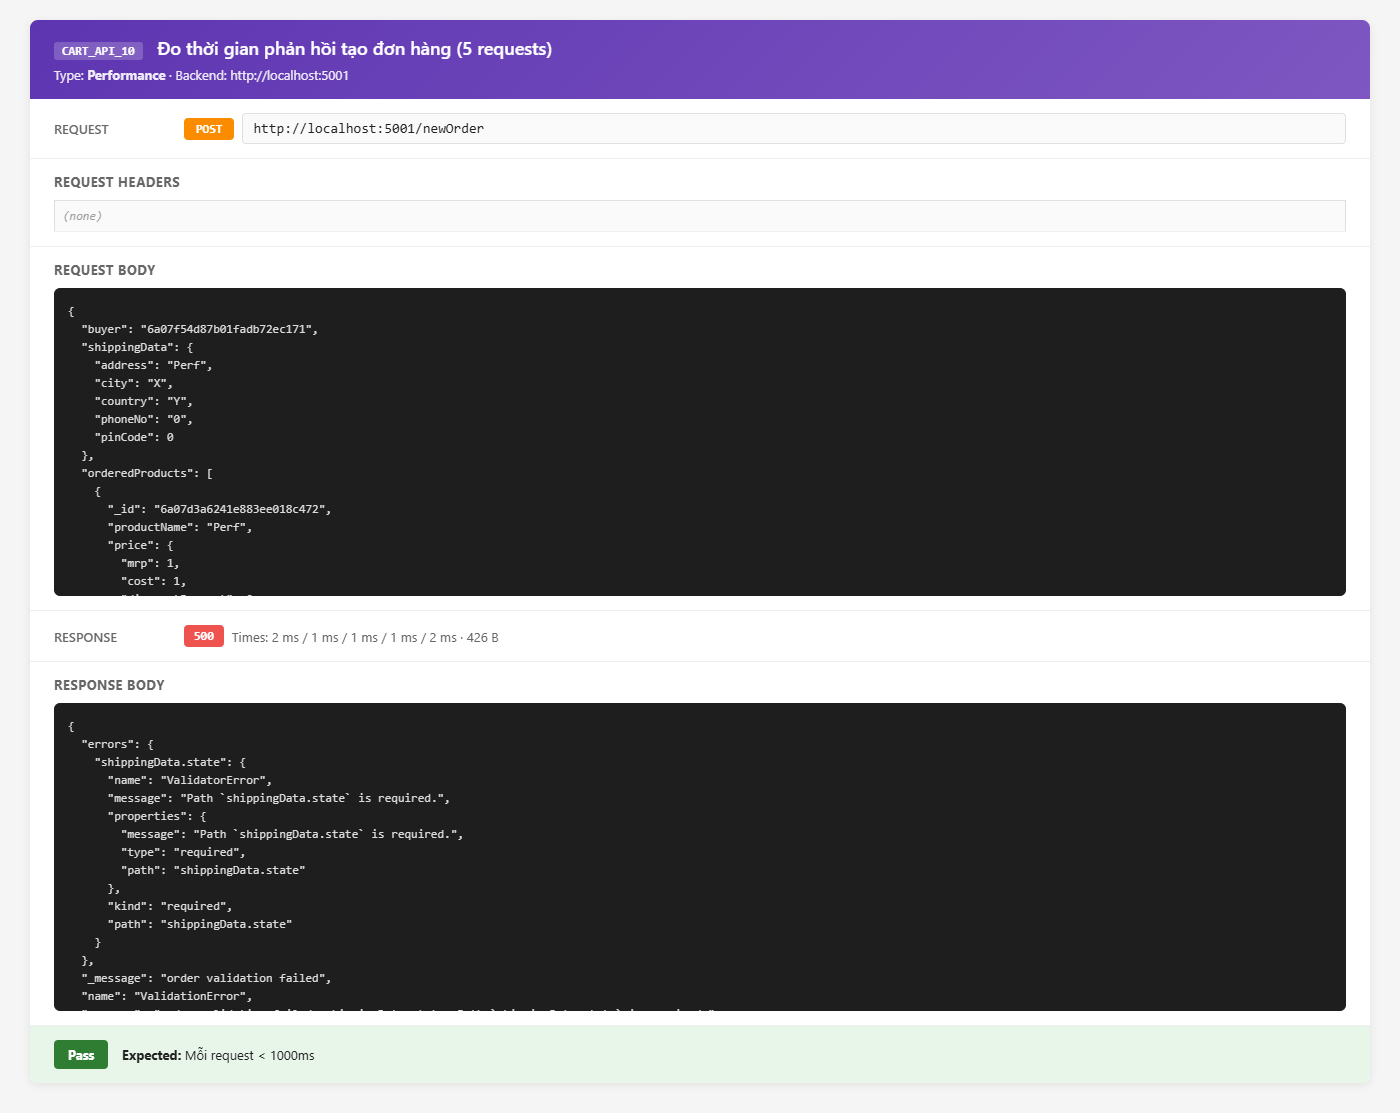 CART_API_10 Đo thời gian phản hồi tạo đơn hàng (5 requests)
Type: Performance · Backend: http://localhost:5001
REQUEST POST http://localhost:5001/newOrder
REQUEST HEADERS
(none)
REQUEST BODY
{
  "buyer": "6a07f54d87b01fadb72ec171",
  "shippingData": {
    "address": "Perf",
    "city": "X",
    "country": "Y",
    "phoneNo": "0",
    "pinCode": 0
  },
  "orderedProducts": [
    {
      "_id": "6a07d3a6241e883ee018c472",
      "productName": "Perf",
      "price": {
        "mrp": 1,
        "cost": 1,
RESPONSE 500 Times: 2 ms / 1 ms / 1 ms / 1 ms / 2 ms · 426 B
RESPONSE BODY
{
  "errors": {
    "shippingData.state": {
      "name": "ValidatorError",
      "message": "Path `shippingData.state` is required.",
      "properties": {
        "message": "Path `shippingData.state` is required.",
        "type": "required",
        "path": "shippingData.state"
      },
      "kind": "required",
      "path": "shippingData.state"
    }
  },
  "_message": "order validation failed",
  "name": "ValidationError",
Pass Expected: Mỗi request < 1000ms